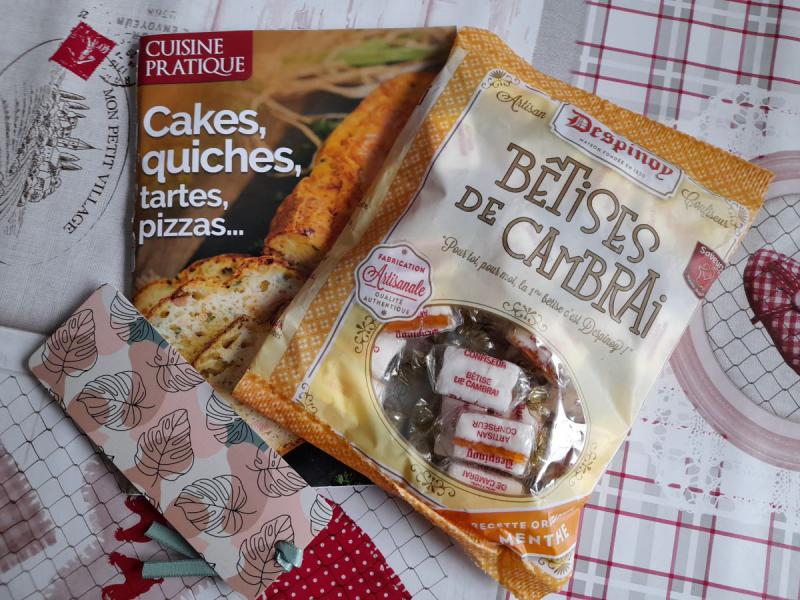 L'ENVOYEUR
MON PETIT VILLAGE
CUISINE
PRATIQUE
Cakes,
quiches,
tartes,
pizzas...
Artisan
Despinoy
MAISON FONDÉE EN
Confiseur
BÊTISES
DE CAMBRAI
"Pour toi, pour moi, la 1ère bêtise c'est Despinoy !"
FABRICATION
Artisanale
QUALITÉ
AUTHENTIQUE
CONFISEUR
BÊTISE
DE CAMBRAI
ARTISAN
CONFISEUR
Despinoy
DE CAMBRAI
RECETTE
MENTHE